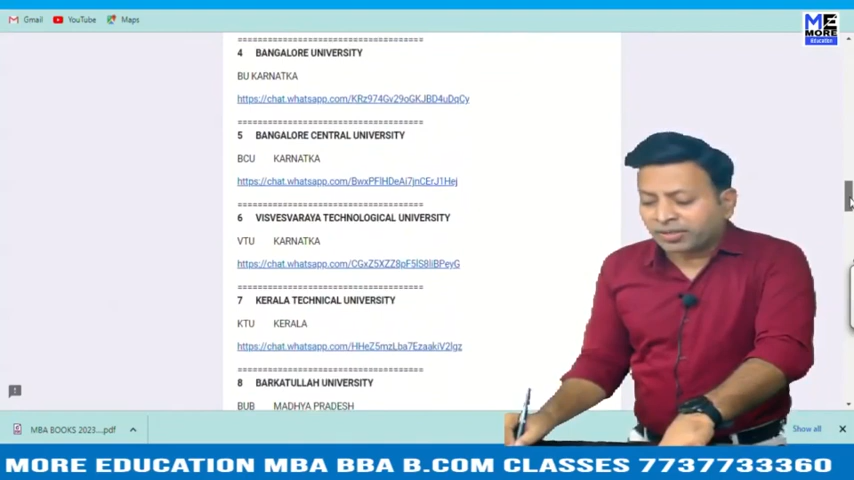 Gmail YouTube Maps
ME
MORE
Education
4 BANGALORE UNIVERSITY
BU KARNATKA
https://chat.whatsapp.com/KRz974Gv29oGKJBD4uDqCy
5 BANGALORE CENTRAL UNIVERSITY
BCU KARNATKA
https://chat.whatsapp.com/BwxPFlHDeAi7jnCErJ1Hej
6 VISVESVARAYA TECHNOLOGICAL UNIVERSITY
VTU KARNATKA
https://chat.whatsapp.com/CGxZ5XZZ8pF5lS8liBPeyG
7 KERALA TECHNICAL UNIVERSITY
KTU KERALA
https://chat.whatsapp.com/HHeZ5mzLba7EzaakiV2lgz
8 BARKATULLAH UNIVERSITY
BUB MADHYA PRADESH
MBA BOOKS 2023....pdf
Show all
MORE EDUCATION MBA BBA B.COM CLASSES 7737733360